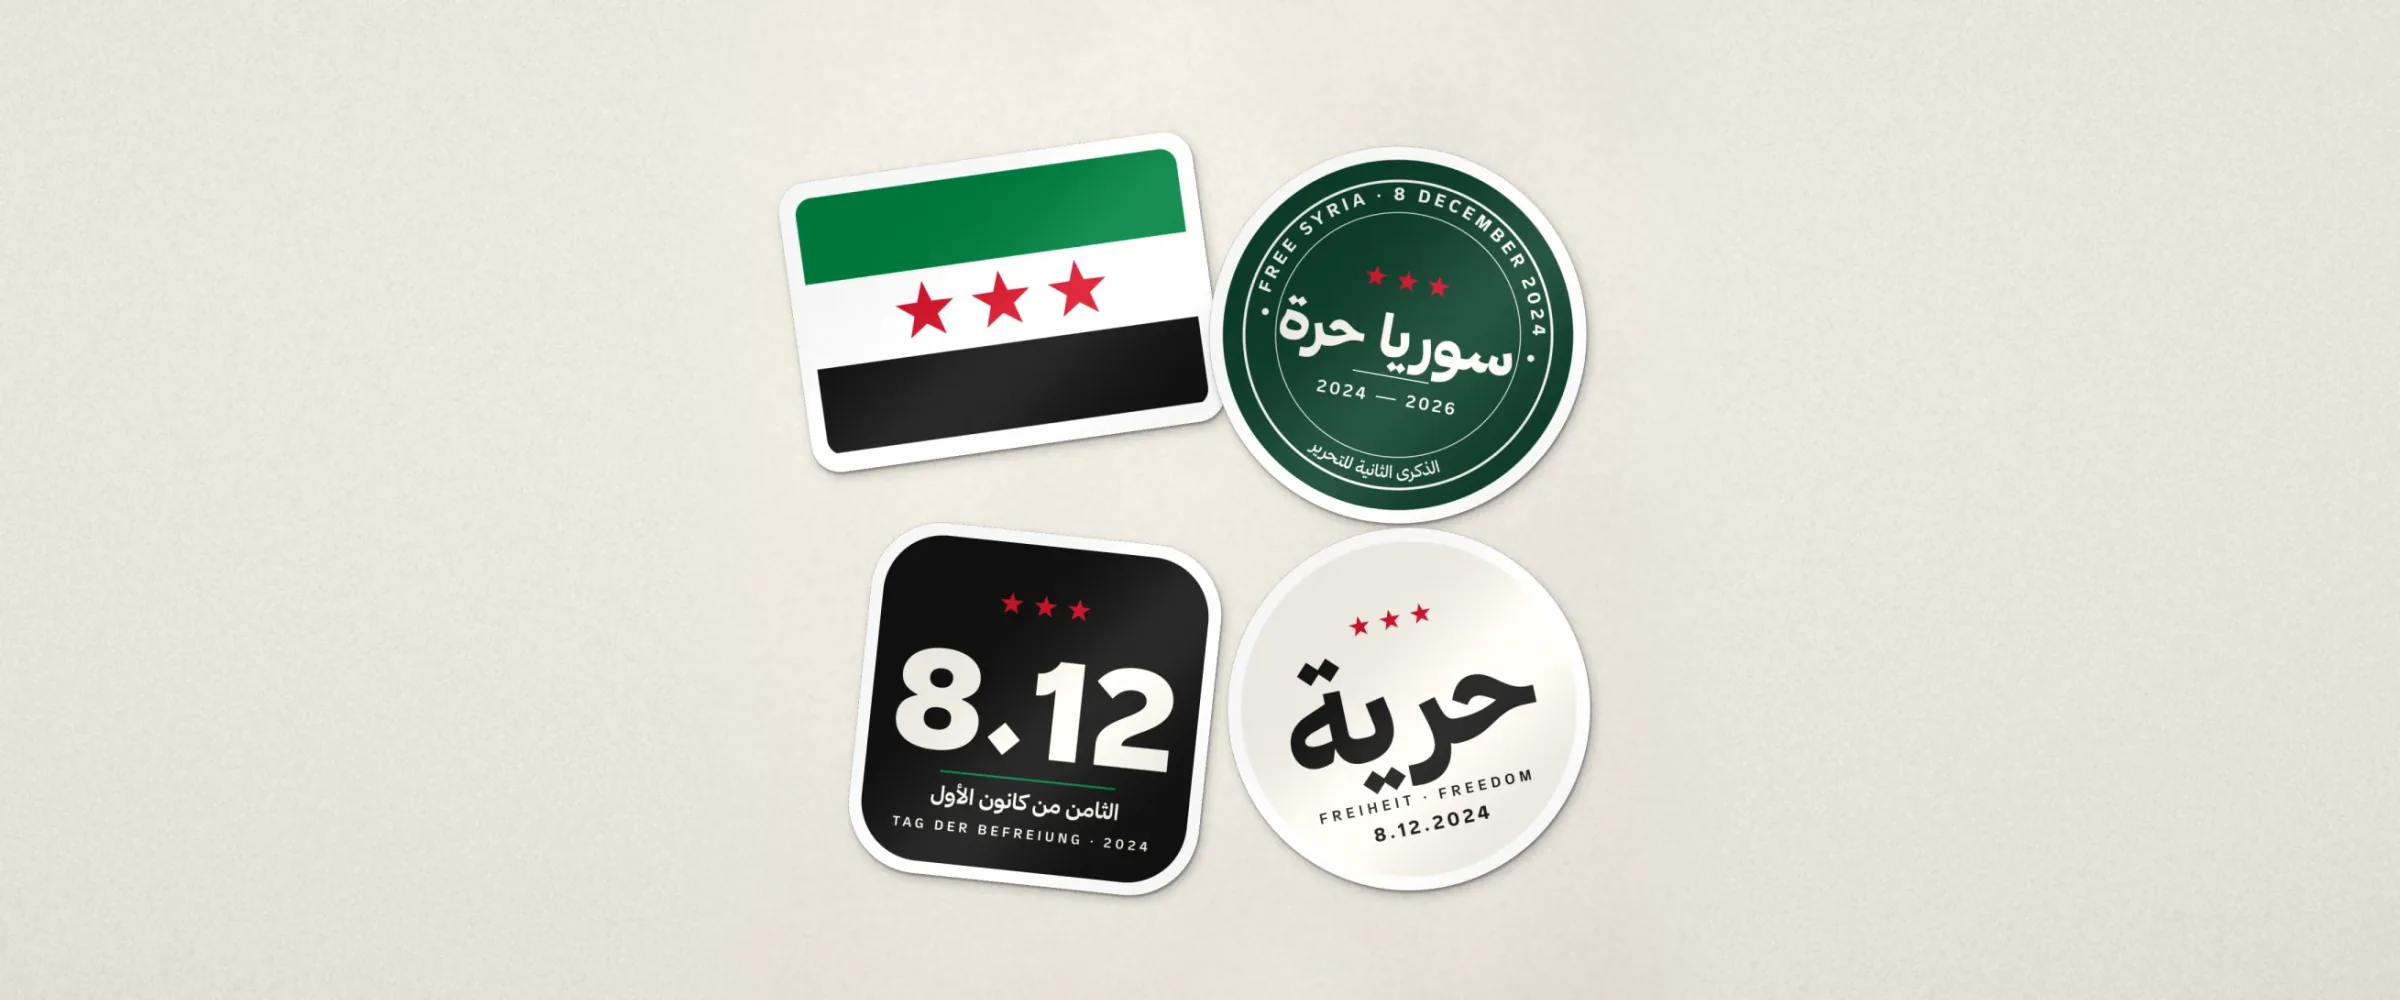 • FREE SYRIA · 8 DECEMBER 2024 •
سوريا حرة
2024 — 2026
الذكرى الثانية للتحرير
8.12
الثامن من كانون الأول
TAG DER BEFREIUNG · 2024
حرية
FREIHEIT · FREEDOM
8.12.2024